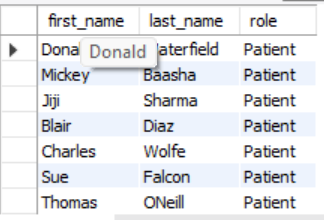 first_name last_name role
Donald aterfield Patient
Mickey Baasha Patient
Jiji Sharma Patient
Blair Diaz Patient
Charles Wolfe Patient
Sue Falcon Patient
Thomas ONeill Patient